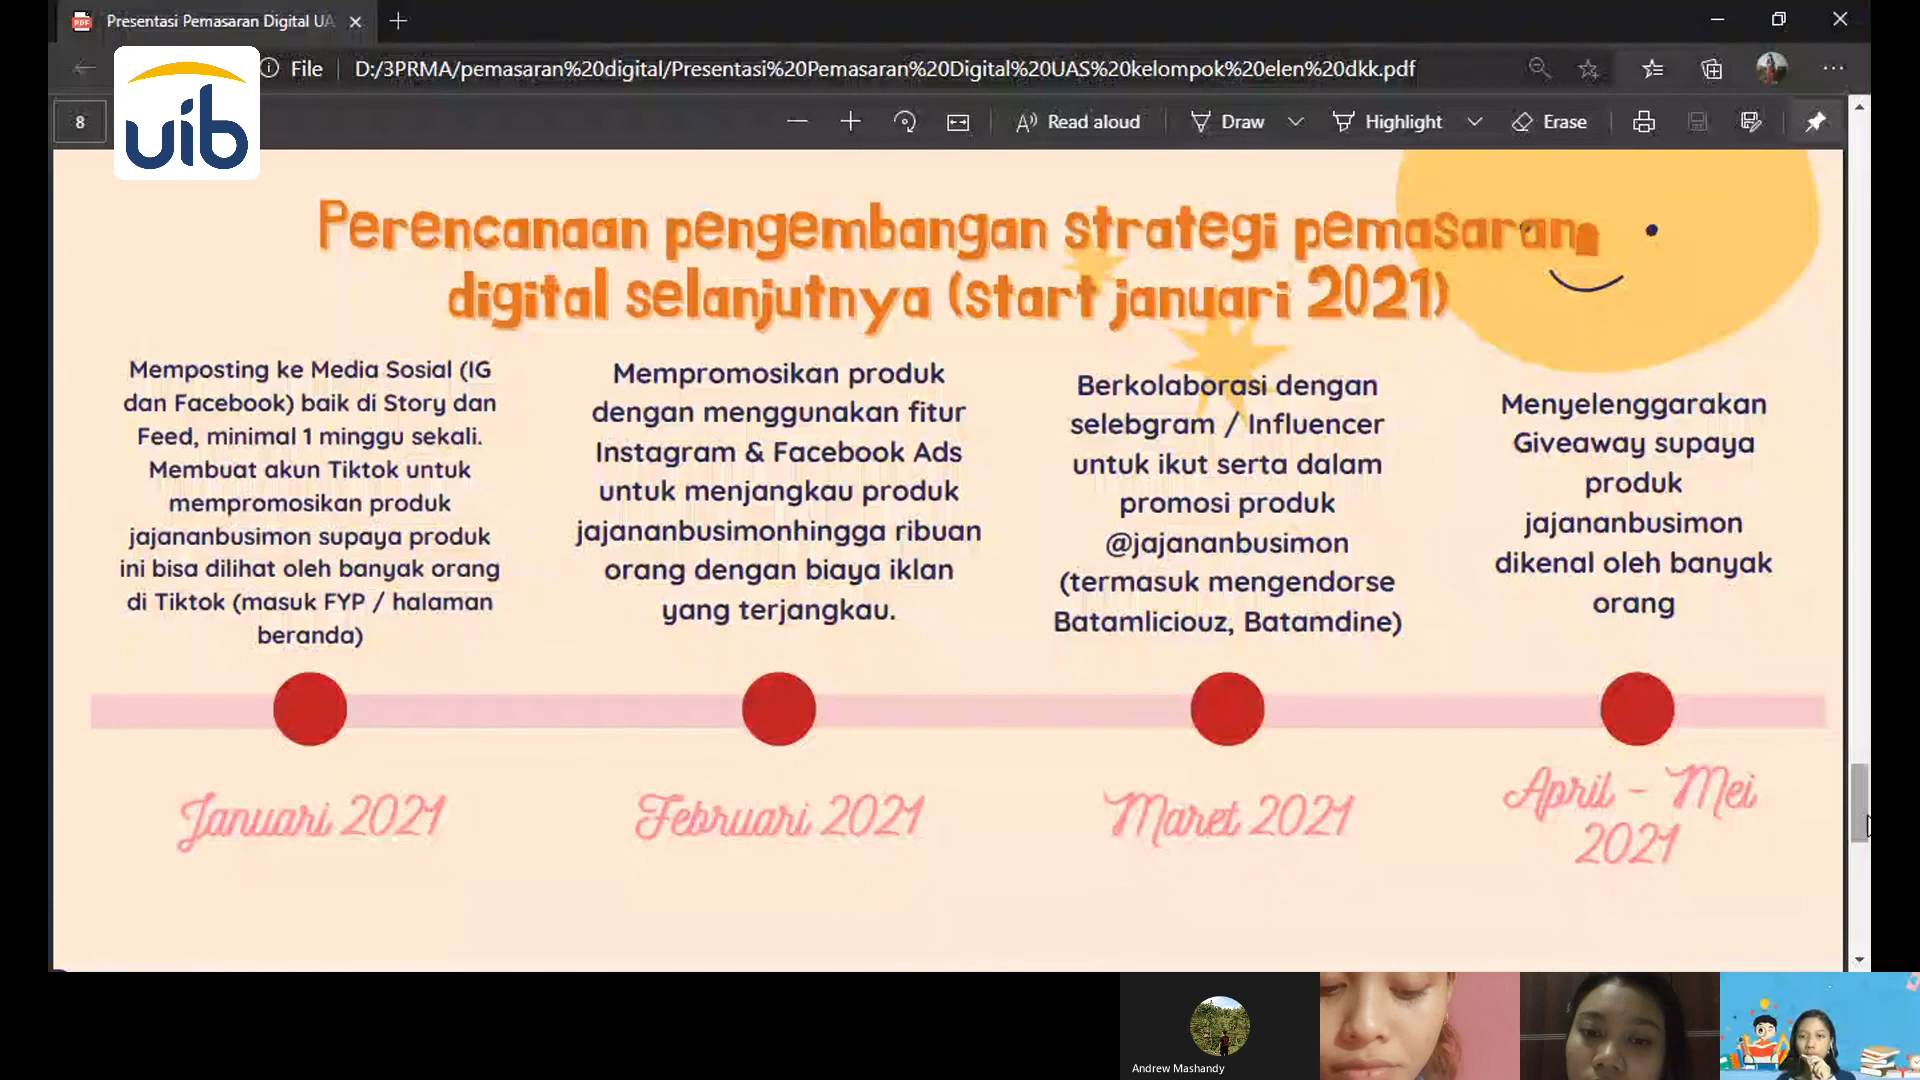 Presentasi Pemasaran Digital UA
File
D:/3PRMA/pemasaran%20digital/Presentasi%20Pemasaran%20Digital%20UAS%20kelompok%20elen%20dkk.pdf
uib
8
Read aloud
Draw
Highlight
Erase
Perencanaan pengembangan strategi pemasaran
digital selanjutnya (start januari 2021)
Memposting ke Media Sosial (IG
dan Facebook) baik di Story dan
Feed, minimal 1 minggu sekali.
Membuat akun Tiktok untuk
mempromosikan produk
jajananbusimon supaya produk
ini bisa dilihat oleh banyak orang
di Tiktok (masuk FYP / halaman
beranda)
Mempromosikan produk
dengan menggunakan fitur
Instagram & Facebook Ads
untuk menjangkau produk
jajananbusimonhingga ribuan
orang dengan biaya iklan
yang terjangkau.
Berkolaborasi dengan
selebgram / Influencer
untuk ikut serta dalam
promosi produk
@jajananbusimon
(termasuk mengendorse
Batamliciouz, Batamdine)
Menyelenggarakan
Giveaway supaya
produk
jajananbusimon
dikenal oleh banyak
orang
Januari 2021
Februari 2021
Maret 2021
April - Mei
2021
Andrew Mashandy